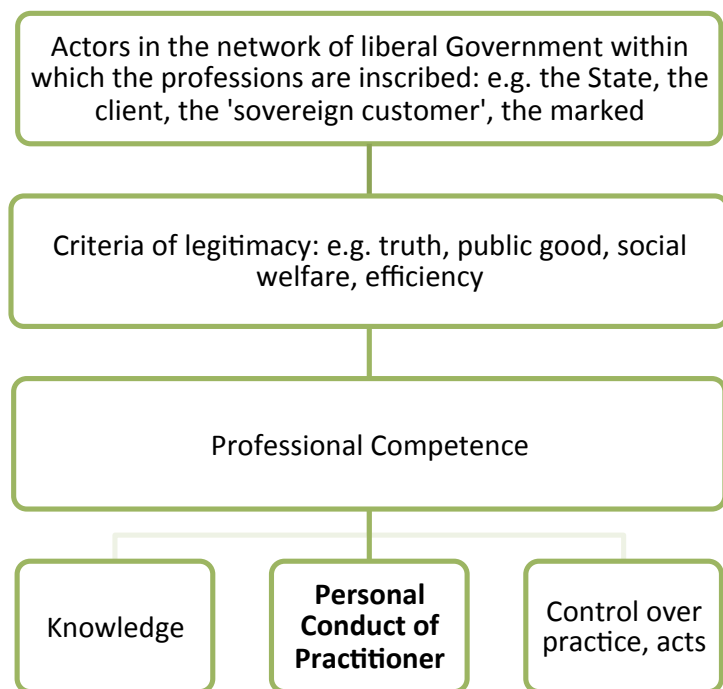 Actors in the network of liberal Government within
which the professions are inscribed: e.g. the State, the
client, the 'sovereign customer', the marked
Criteria of legitimacy: e.g. truth, public good, social
welfare, efficiency
Professional Competence
Knowledge
Personal
Conduct of
Practitioner
Control over
practice, acts